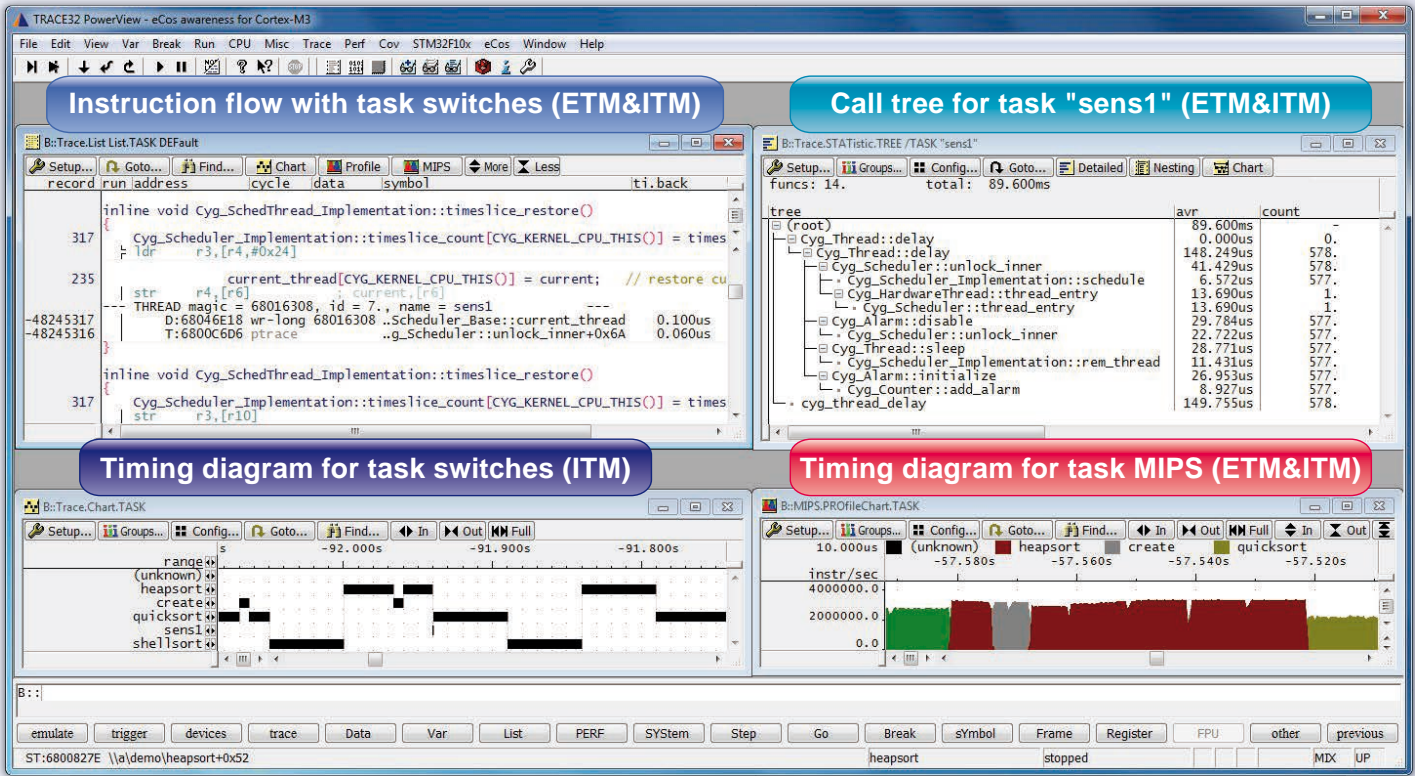 TRACE32 PowerView - eCos awareness for Cortex-M3
File Edit View Var Break Run CPU Misc Trace Perf Cov STM32F10x eCos Window Help
Instruction flow with task switches (ETM&ITM)
B::Trace.List List.TASK DEFault
Setup... Goto... Find... Chart Profile MIPS More Less
record run address cycle data symbol ti.back
inline void Cyg_SchedThread_Implementation::timeslice_restore()
{
317 Cyg_Scheduler_Implementation::timeslice_count[CYG_KERNEL_CPU_THIS()] = times
ldr r3,[r4,#0x24]
235 current_thread[CYG_KERNEL_CPU_THIS()] = current; // restore cu
str r4,[r6] ; current,[r6]
--- THREAD magic = 68016308, id = 7., name = sens1 ---
-48245317 D:68046E18 wr-long 68016308 ..Scheduler_Base::current_thread 0.100us
-48245316 T:6800C6D6 ptrace ..g_Scheduler::unlock_inner+0x6A 0.060us
}
inline void Cyg_SchedThread_Implementation::timeslice_restore()
{
317 Cyg_Scheduler_Implementation::timeslice_count[CYG_KERNEL_CPU_THIS()] = times
str r3,[r10]
Call tree for task "sens1" (ETM&ITM)
B::Trace.STATistic.TREE /TASK "sens1"
Setup... Groups... Config... Goto... Detailed Nesting Chart
funcs: 14. total: 89.600ms
tree avr count
(root) 89.600ms -
Cyg_Thread::delay 0.000us 0.
Cyg_Thread::delay 148.249us 578.
Cyg_Scheduler::unlock_inner 41.429us 578.
Cyg_Scheduler_Implementation::schedule 6.572us 577.
Cyg_HardwareThread::thread_entry 13.690us 1.
Cyg_Scheduler::thread_entry 13.690us 1.
Cyg_Alarm::disable 29.784us 577.
Cyg_Scheduler::unlock_inner 22.722us 577.
Cyg_Thread::sleep 28.771us 577.
Cyg_Scheduler_Implementation::rem_thread 11.431us 577.
Cyg_Alarm::initialize 26.953us 577.
Cyg_Counter::add_alarm 8.927us 577.
cyg_thread_delay 149.755us 578.
Timing diagram for task switches (ITM)
B::Trace.Chart.TASK
Setup... Groups... Config... Goto... Find... In Out Full
s -92.000s -91.900s -91.800s
range
(unknown)
heapsort
create
quicksort
sens1
shellsort
Timing diagram for task MIPS (ETM&ITM)
B::MIPS.PROfileChart.TASK
Setup... Groups... Config... Goto... Find... In Out Full In Out
10.000us (unknown) heapsort create quicksort
-57.580s -57.560s -57.540s -57.520s
instr/sec
4000000.0
2000000.0
0.0
B::
emulate trigger devices trace Data Var List PERF SYStem Step Go Break sYmbol Frame Register FPU other previous
ST:6800827E \\a\demo\heapsort+0x52 heapsort stopped MIX UP